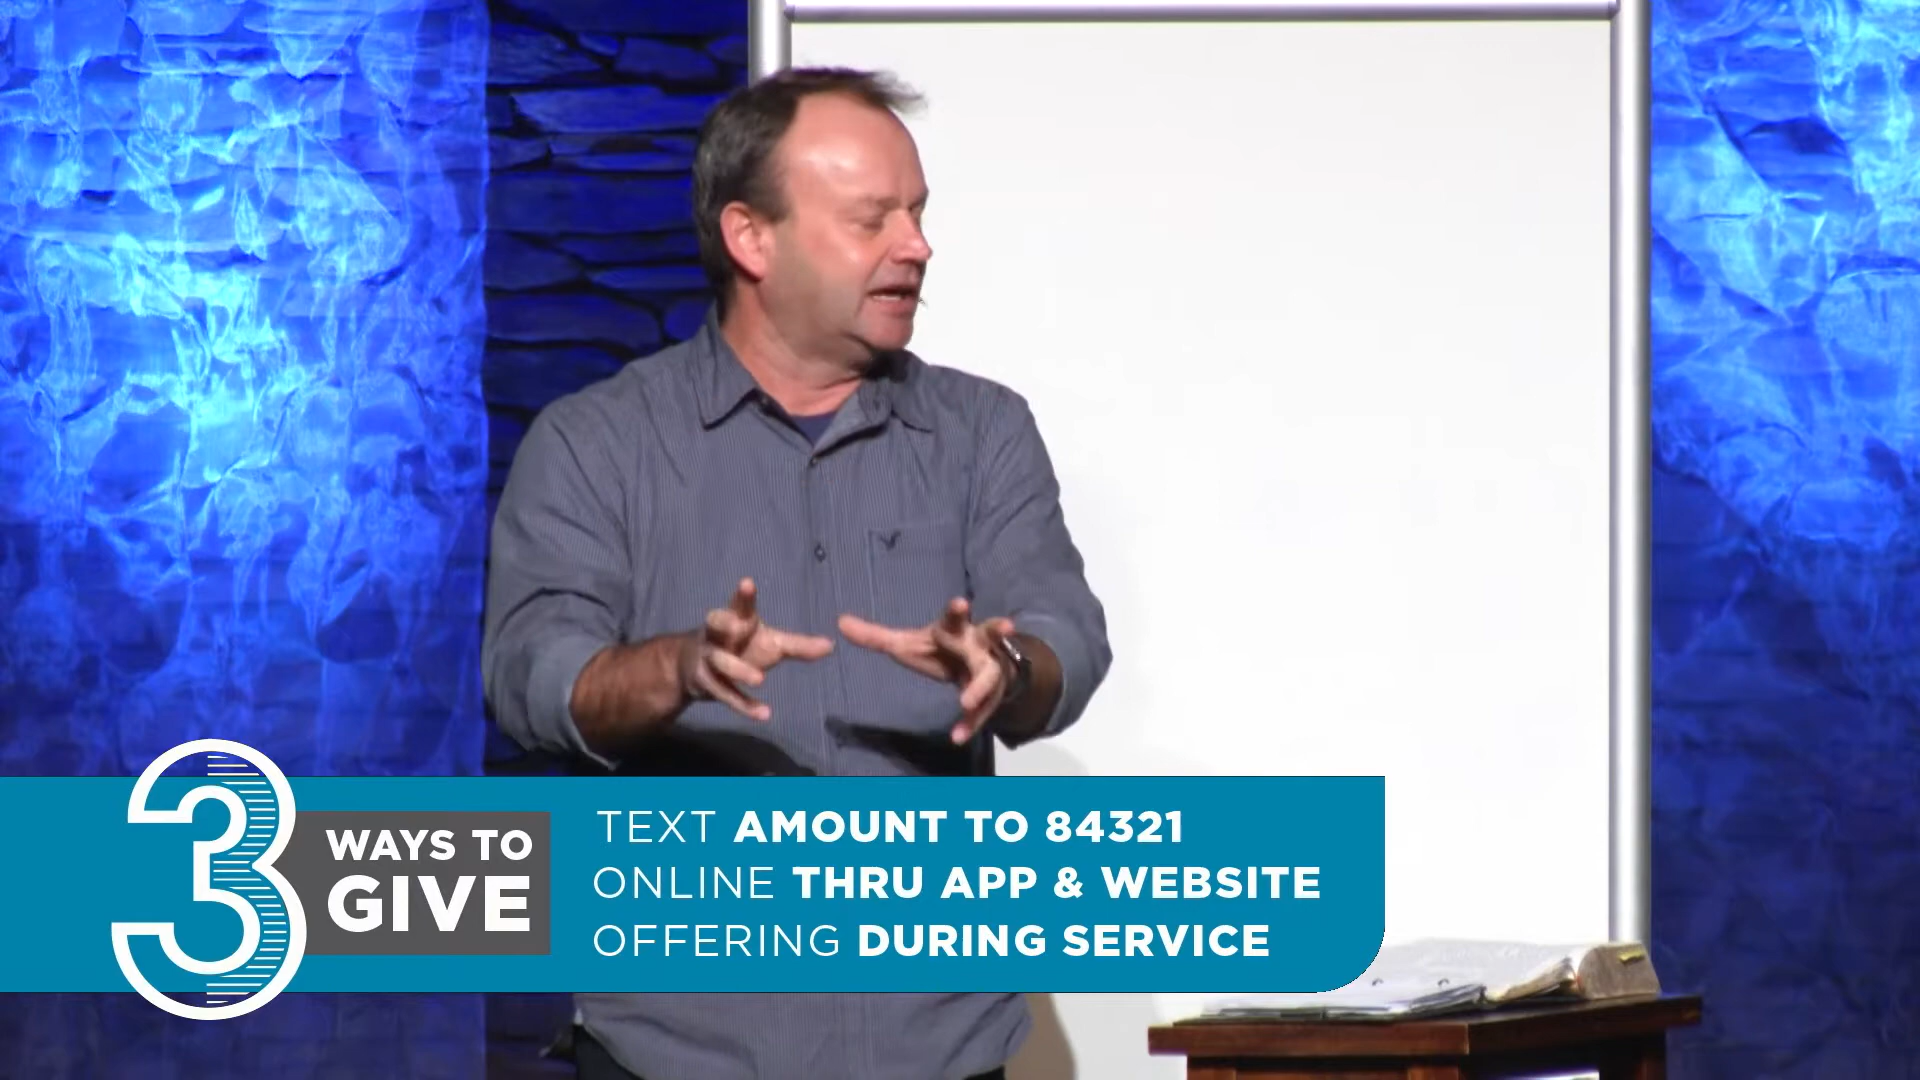 3
WAYS TO
GIVE
TEXT AMOUNT TO 84321
ONLINE THRU APP & WEBSITE
OFFERING DURING SERVICE